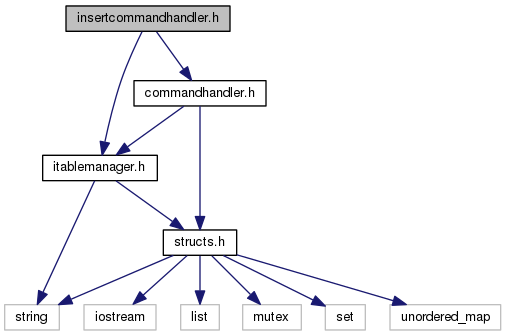 insertcommandhandler.h
commandhandler.h
itablemanager.h
structs.h
string
iostream
list
mutex
set
unordered_map